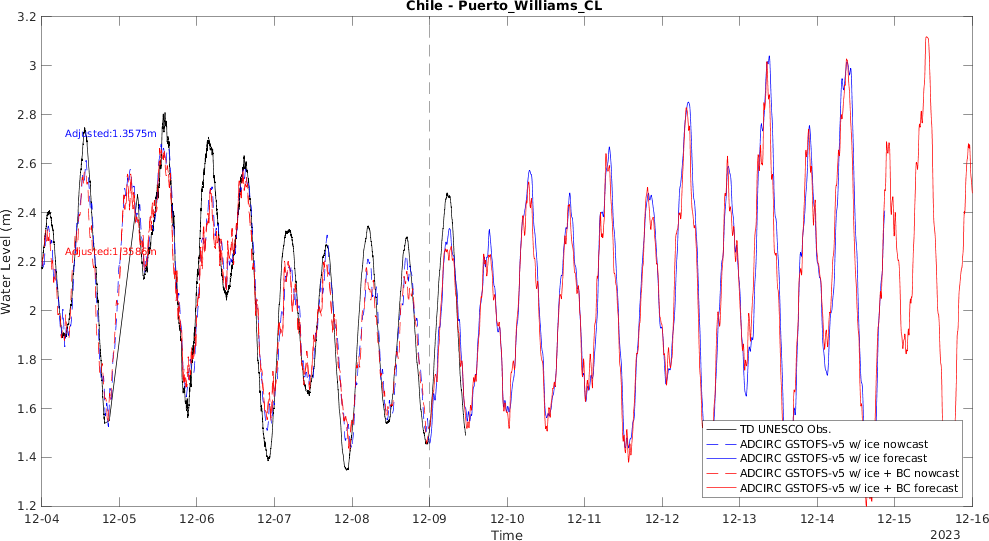 Chile - Puerto_Williams_CL
3.2
3
2.8
2.6
2.4
2.2
2
1.8
1.6
1.4
1.2
Water Level (m)
Adjusted:1.3575m
Adjusted:1.3586m
TD UNESCO Obs.
ADCIRC GSTOFS-v5 w/ ice nowcast
ADCIRC GSTOFS-v5 w/ ice forecast
ADCIRC GSTOFS-v5 w/ ice + BC nowcast
ADCIRC GSTOFS-v5 w/ ice + BC forecast
12-04 12-05 12-06 12-07 12-08 12-09 12-10 12-11 12-12 12-13 12-14 12-15 12-16
Time
2023